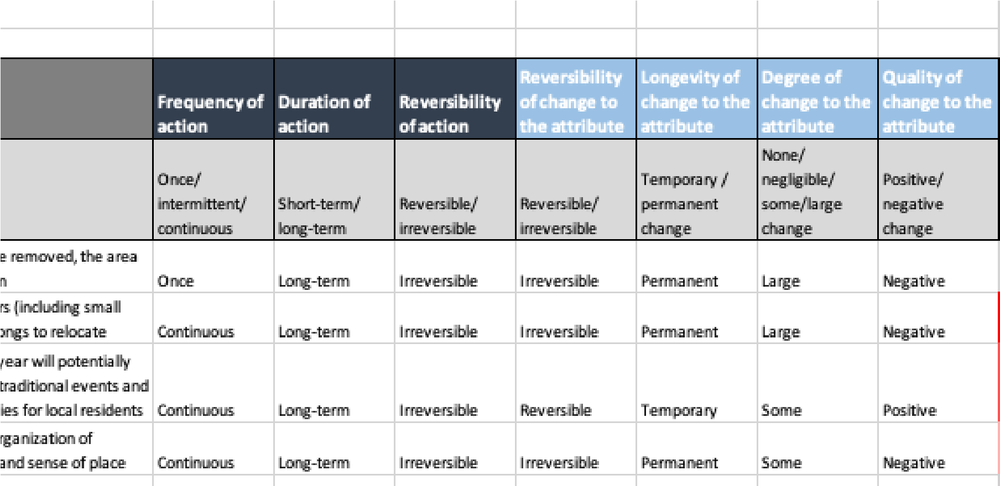 Frequency of
action
Duration of
action
Reversibility
of action
Reversibility
of change to
the attribute
Longevity of
change to the
attribute
Degree of
change to the
attribute
Quality of
change to the
attribute
Once/
intermittent/
continuous
Short-term/
long-term
Reversible/
irreversible
Reversible/
irreversible
Temporary /
permanent
change
None/
negligible/
some/large
change
Positive/
negative
change
e removed, the area
n
Once
Long-term
Irreversible
Irreversible
Permanent
Large
Negative
rs (including small
ongs to relocate
Continuous
Long-term
Irreversible
Irreversible
Permanent
Large
Negative
year will potentially
traditional events and
ies for local residents
Continuous
Long-term
Irreversible
Reversible
Temporary
Some
Positive
rganization of
and sense of place
Continuous
Long-term
Irreversible
Irreversible
Permanent
Some
Negative